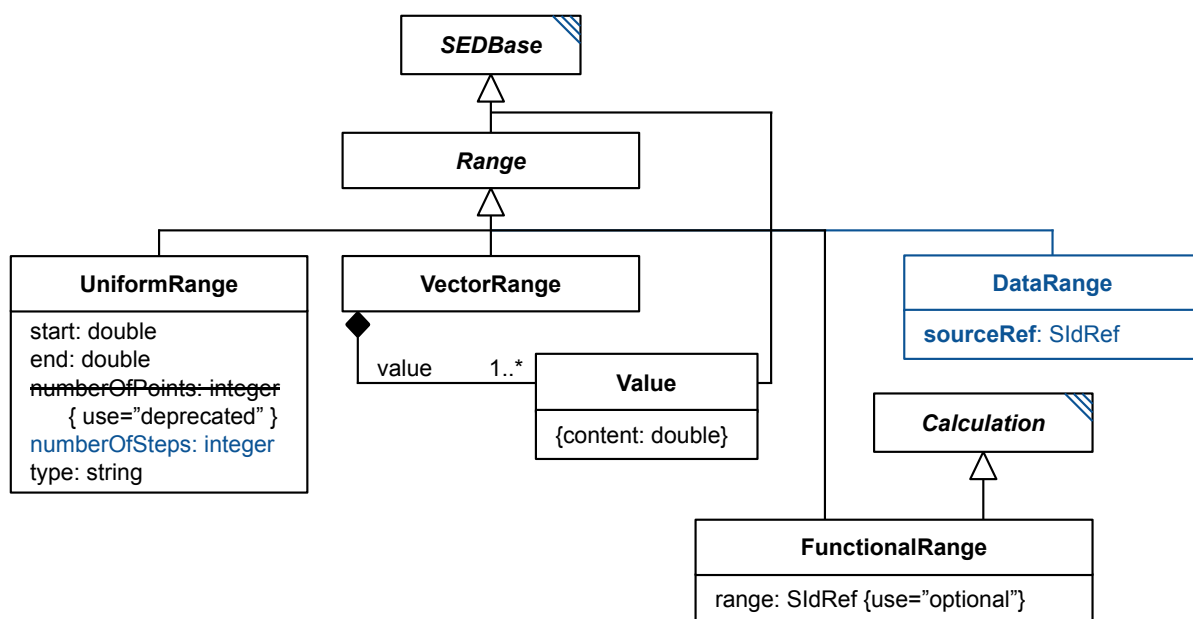 SEDBase
Range
UniformRange
start: double
end: double
numberOfPoints: integer
{ use=”deprecated” }
numberOfSteps: integer
type: string
VectorRange
value 1..*
Value
{content: double}
DataRange
sourceRef: SIdRef
Calculation
FunctionalRange
range: SIdRef {use=”optional”}